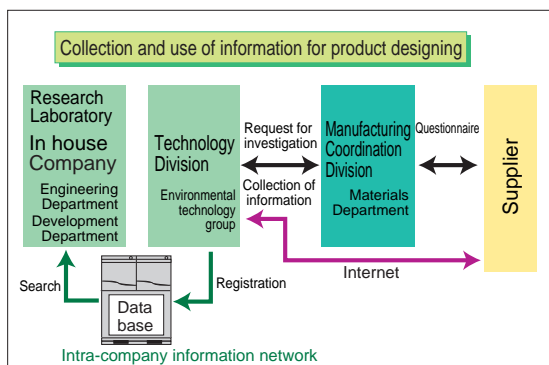 Collection and use of information for product designing
Research
Laboratory
In house
Company
Engineering
Department
Development
Department
Technology
Division
Environmental
technology
group
Request for
investigation
Collection of
information
Manufacturing
Coordination
Division
Materials
Department
Questionnaire
Supplier
Internet
Search
Registration
Data
base
Intra-company information network